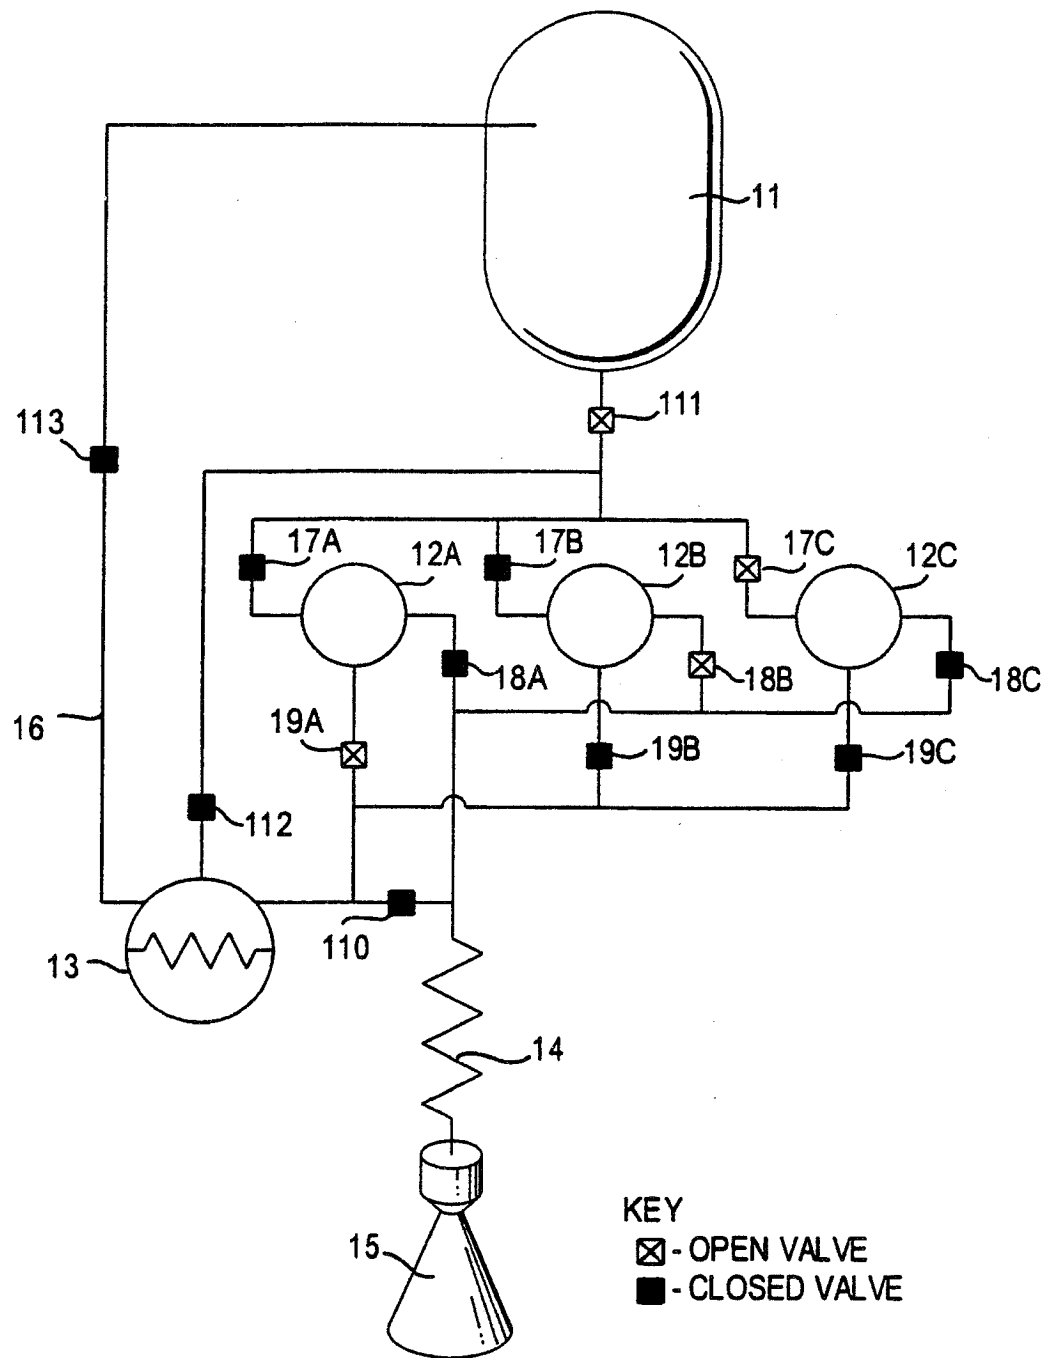 11
111
113
17A
12A
17B
12B
17C
12C
18A
18B
18C
16
19A
19B
19C
112
110
13
14
15
KEY
- OPEN VALVE
- CLOSED VALVE